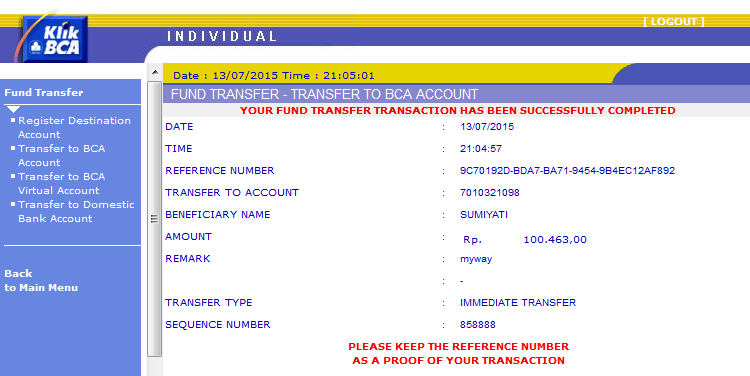 Klik
BCA
INDIVIDUAL
[ LOGOUT ]
Fund Transfer
Register Destination
Account
Transfer to BCA
Account
Transfer to BCA
Virtual Account
Transfer to Domestic
Bank Account
Back
to Main Menu
Date : 13/07/2015 Time : 21:05:01
FUND TRANSFER - TRANSFER TO BCA ACCOUNT
YOUR FUND TRANSFER TRANSACTION HAS BEEN SUCCESSFULLY COMPLETED
DATE : 13/07/2015
TIME : 21:04:57
REFERENCE NUMBER : 9C70192D-BDA7-BA71-9454-9B4EC12AF892
TRANSFER TO ACCOUNT : 7010321098
BENEFICIARY NAME : SUMIYATI
AMOUNT : Rp. 100.463,00
REMARK : myway
: -
TRANSFER TYPE : IMMEDIATE TRANSFER
SEQUENCE NUMBER : 858888
PLEASE KEEP THE REFERENCE NUMBER
AS A PROOF OF YOUR TRANSACTION